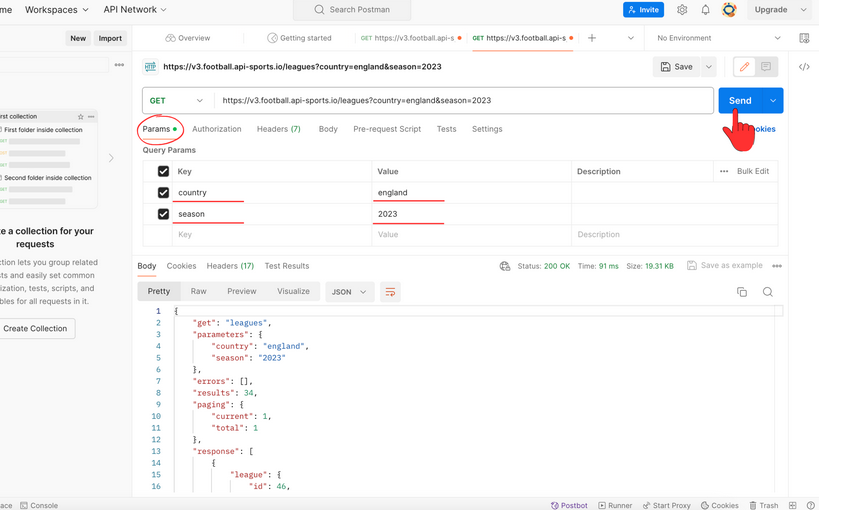 me Workspaces API Network Search Postman Invite Upgrade
New Import Overview Getting started GET https://v3.football.api-s GET https://v3.football.api-s No Environment
HTTP https://v3.football.api-sports.io/leagues?country=england&season=2023 Save
GET https://v3.football.api-sports.io/leagues?country=england&season=2023 Send
rst collection
First folder inside collection
Second folder inside collection
te a collection for your
requests
ction lets you group related
sts and easily set common
ization, tests, scripts, and
bles for all requests in it.
Create Collection
Params Authorization Headers (7) Body Pre-request Script Tests Settings okies
Query Params
Key Value Description Bulk Edit
country england
season 2023
Key Value Description
Body Cookies Headers (17) Test Results Status: 200 OK Time: 91 ms Size: 19.31 KB Save as example
Pretty Raw Preview Visualize JSON
1 {
2 "get": "leagues",
3 "parameters": {
4 "country": "england",
5 "season": "2023"
6 },
7 "errors": [],
8 "results": 34,
9 "paging": {
10 "current": 1,
11 "total": 1
12 },
13 "response": [
14 {
15 "league": {
16 "id": 46,
ace Console Postbot Runner Start Proxy Cookies Trash